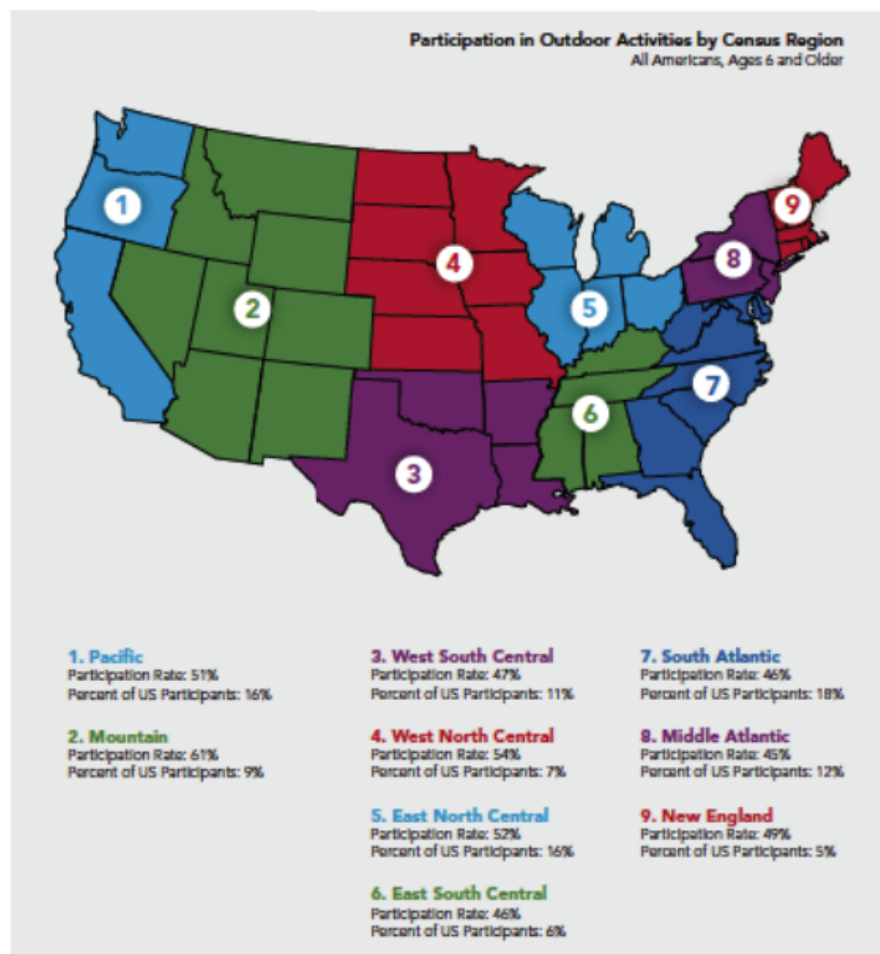 Participation in Outdoor Activities by Census Region
All Americans, Ages 6 and Older
1
2
3
4
5
6
7
8
9
1. Pacific
Participation Rate: 51%
Percent of US Participants: 16%
2. Mountain
Participation Rate: 61%
Percent of US Participants: 9%
3. West South Central
Participation Rate: 47%
Percent of US Participants: 11%
4. West North Central
Participation Rate: 54%
Percent of US Participants: 7%
5. East North Central
Participation Rate: 52%
Percent of US Participants: 16%
6. East South Central
Participation Rate: 46%
Percent of US Participants: 6%
7. South Atlantic
Participation Rate: 46%
Percent of US Participants: 18%
8. Middle Atlantic
Participation Rate: 45%
Percent of US Participants: 12%
9. New England
Participation Rate: 49%
Percent of US Participants: 5%